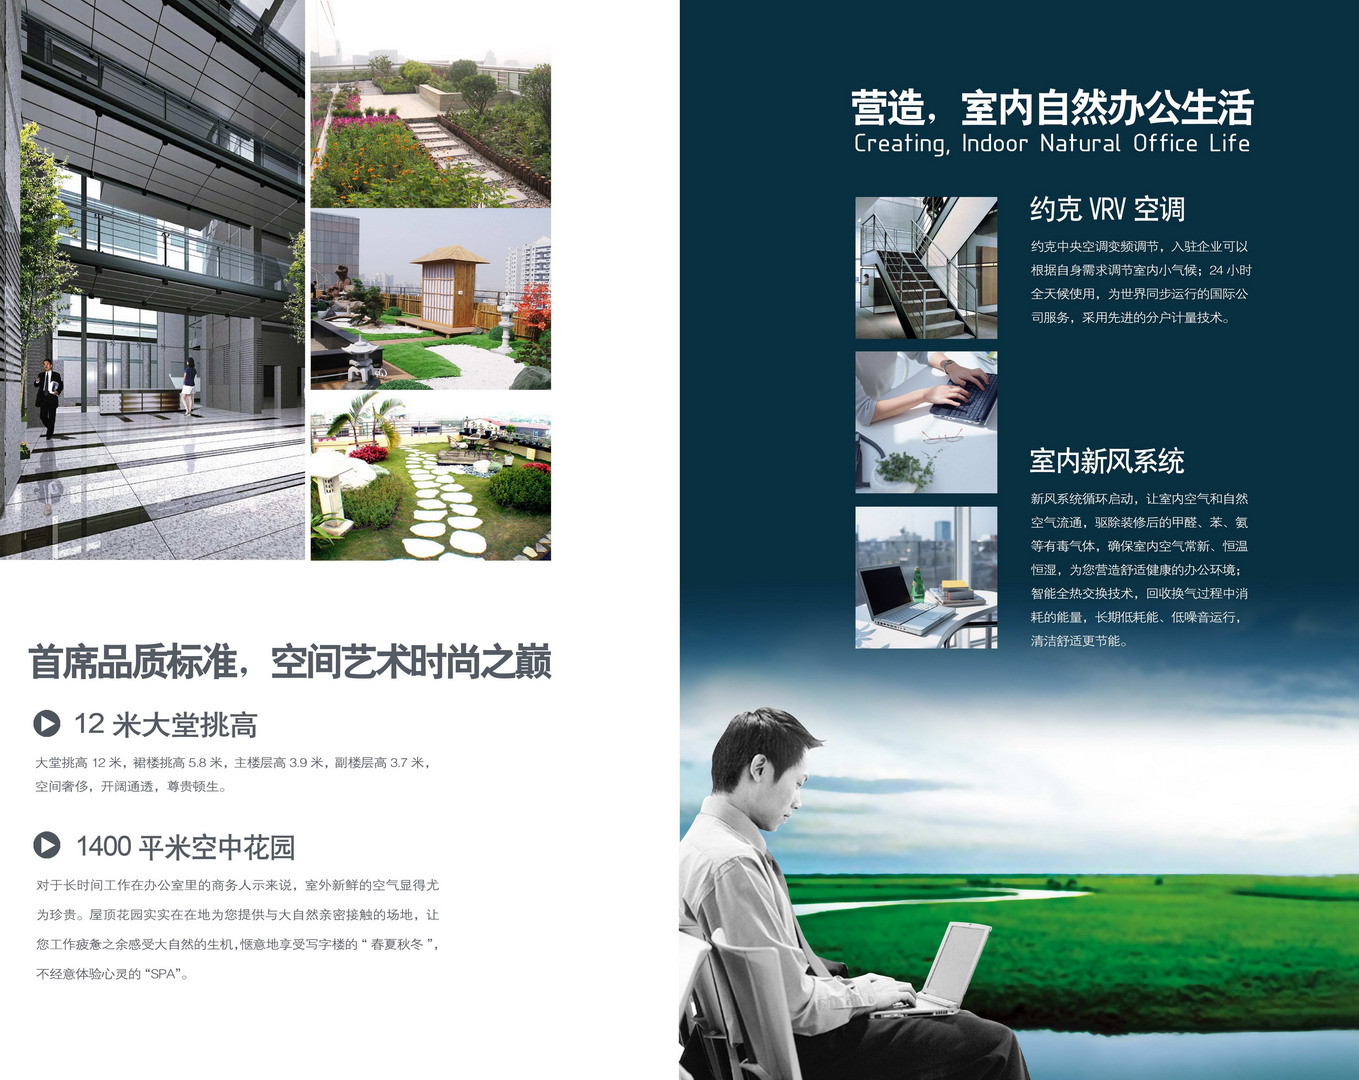 首席品质标准，空间艺术时尚之巅
12 米大堂挑高
大堂挑高 12 米，裙楼挑高 5.8 米，主楼层高 3.9 米，副楼层高 3.7 米，
空间奢侈，开阔通透，尊贵顿生。
1400 平米空中花园
对于长时间工作在办公室里的商务人示来说，室外新鲜的空气显得尤
为珍贵。屋顶花园实实在在地为您提供与大自然亲密接触的场地，让
您工作疲惫之余感受大自然的生机，惬意地享受写字楼的“ 春夏秋冬 ”，
不经意体验心灵的 “SPA”。
营造，室内自然办公生活
Creating, Indoor Natural Office Life
约克 VRV 空调
约克中央空调变频调节，入驻企业可以
根据自身需求调节室内小气候；24 小时
全天候使用，为世界同步运行的国际公
司服务，采用先进的分户计量技术。
室内新风系统
新风系统循环启动，让室内空气和自然
空气流通，驱除装修后的甲醛、苯、氨
等有毒气体，确保室内空气常新、恒温
恒湿，为您营造舒适健康的办公环境；
智能全热交换技术，回收换气过程中消
耗的能量，长期低耗能、低噪音运行，
清洁舒适更节能。